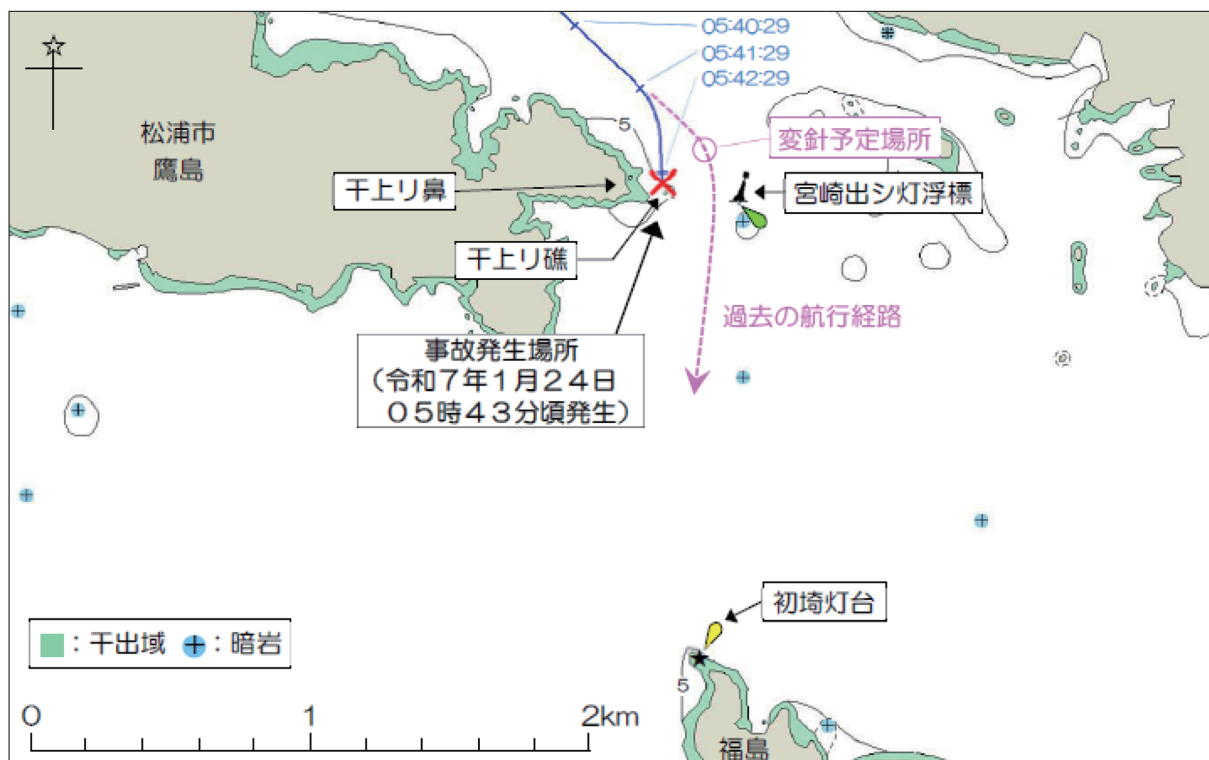 05:40:29
05:41:29
05:42:29
松浦市
鷹島
5
変針予定場所
干上リ鼻
宮崎出シ灯浮標
干上リ礁
過去の航行経路
事故発生場所
（令和7年1月24日
05時43分頃発生）
初埼灯台
：干出域 ：暗岩
5
0 1 2km
福島